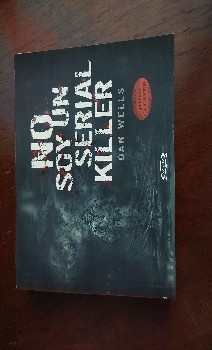 NO
SOY UN
SERIAL
KILLER
DAN WELLS